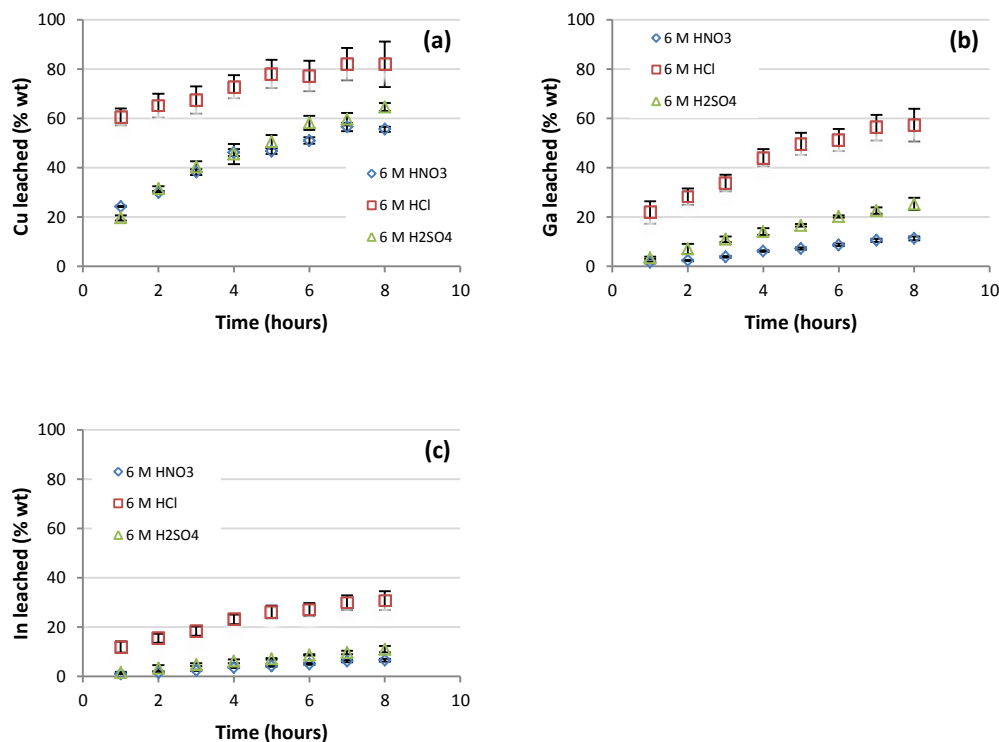 (a)
Cu leached (% wt)
100
80
60
40
20
0
6 M HNO3
6 M HCl
6 M H2SO4
0 2 4 6 8 10
Time (hours)
(b)
Ga leached (% wt)
100
80
60
40
20
0
6 M HNO3
6 M HCl
6 M H2SO4
0 2 4 6 8 10
Time (hours)
(c)
In leached (% wt)
100
80
60
40
20
0
6 M HNO3
6 M HCl
6 M H2SO4
0 2 4 6 8 10
Time (hours)